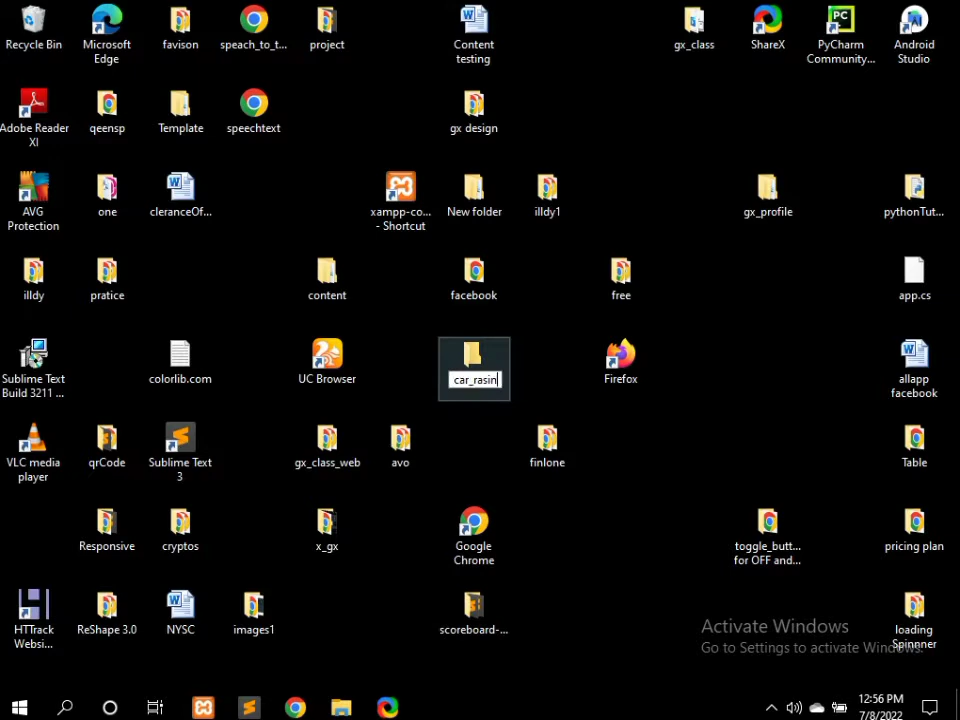 Recycle Bin
Microsoft
Edge
favison
speach_to_t...
project
Content
testing
gx_class
ShareX
PyCharm
Community...
Android
Studio
Adobe Reader
XI
qeensp
Template
speechtext
gx design
AVG
Protection
one
cleranceOf...
xampp-co...
- Shortcut
New folder
illdy1
gx_profile
pythonTut...
illdy
pratice
content
facebook
free
app.cs
Sublime Text
Build 3211 ...
colorlib.com
UC Browser
car_rasin
Firefox
allapp
facebook
VLC media
player
qrCode
Sublime Text
3
gx_class_web
avo
finlone
Table
Responsive
cryptos
x_gx
Google
Chrome
toggle_butt...
for OFF and...
pricing plan
HTTrack
Websi...
ReShape 3.0
NYSC
images1
scoreboard-...
loading
Spinnner
Activate Windows
Go to Settings to activate Windows.
12:56 PM
7/8/2022